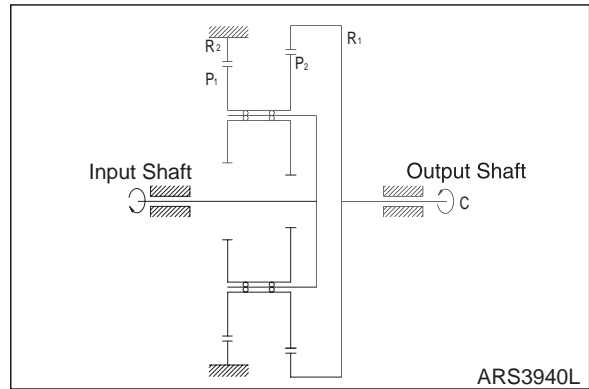 R2
R1
P2
P1
Input Shaft
Output Shaft
C
ARS3940L